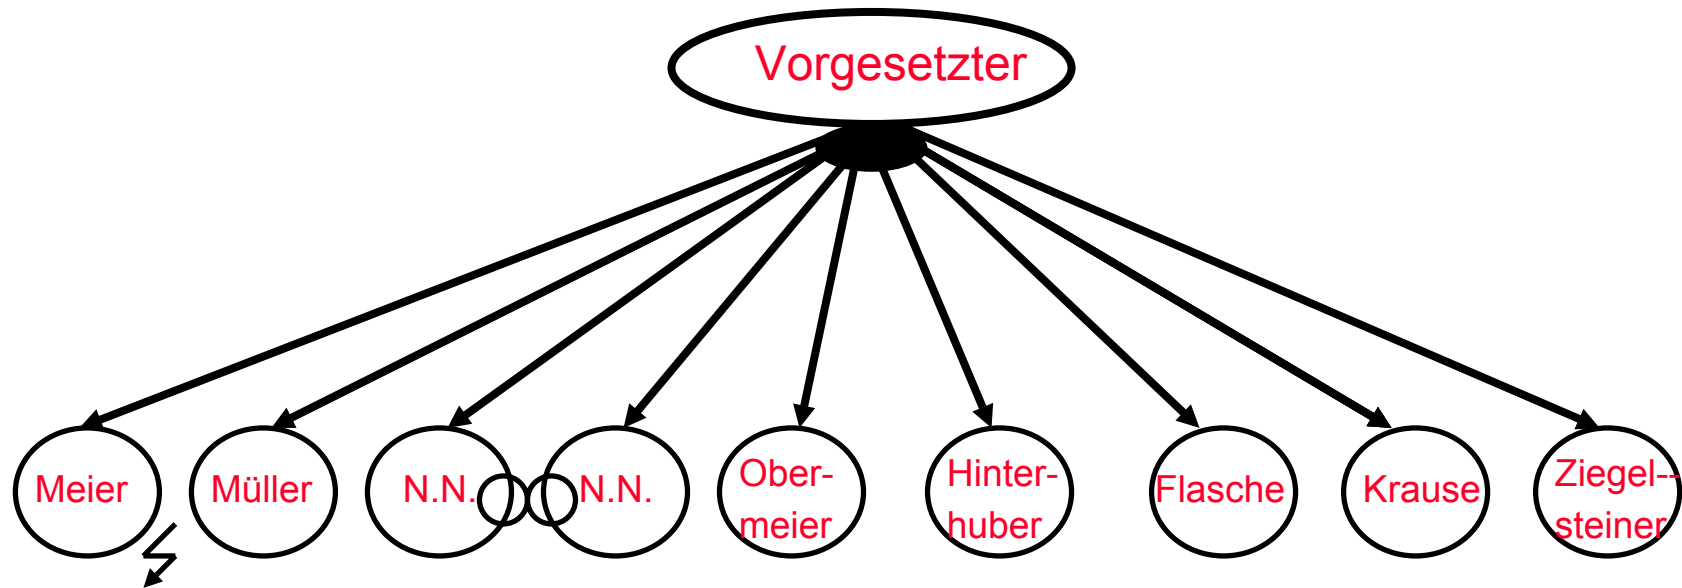 Vorgesetzter
Meier
Müller
N.N.
N.N.
Ober-
meier
Hinter-
huber
Flasche
Krause
Ziegel--
steiner